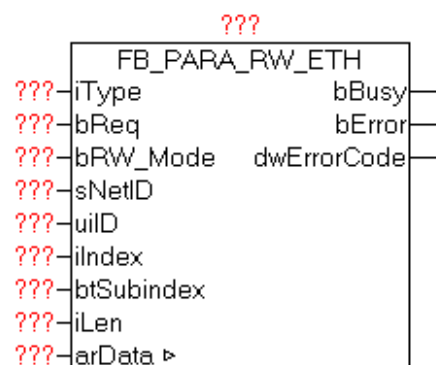 ???
FB_PARA_RW_ETH
???-iType bBusy
???-bReq bError
???-bRW_Mode dwErrorCode
???-sNetID
???-uiID
???-iIndex
???-btSubindex
???-iLen
???-arData ▹